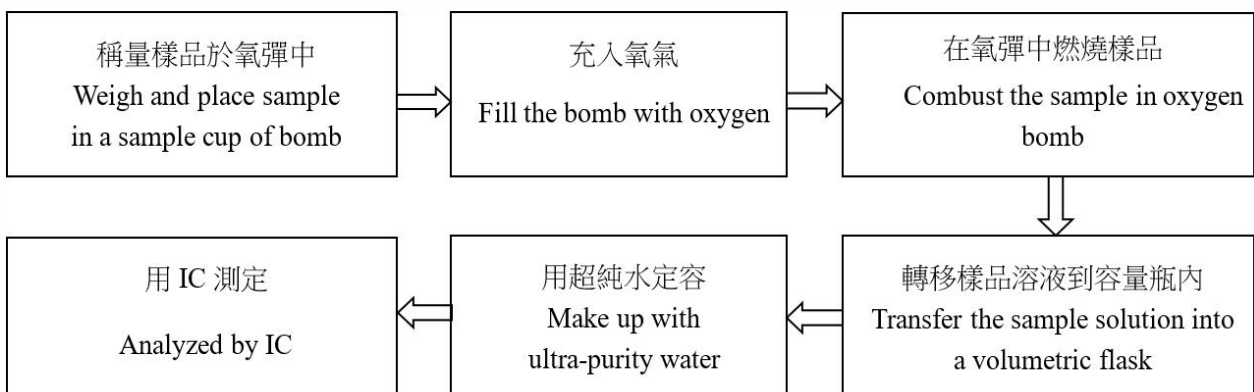 稱量樣品於氧彈中
Weigh and place sample
in a sample cup of bomb
充入氧氣
Fill the bomb with oxygen
在氧彈中燃燒樣品
Combust the sample in oxygen
bomb
轉移樣品溶液到容量瓶內
Transfer the sample solution into
a volumetric flask
用超純水定容
Make up with
ultra-purity water
用 IC 測定
Analyzed by IC